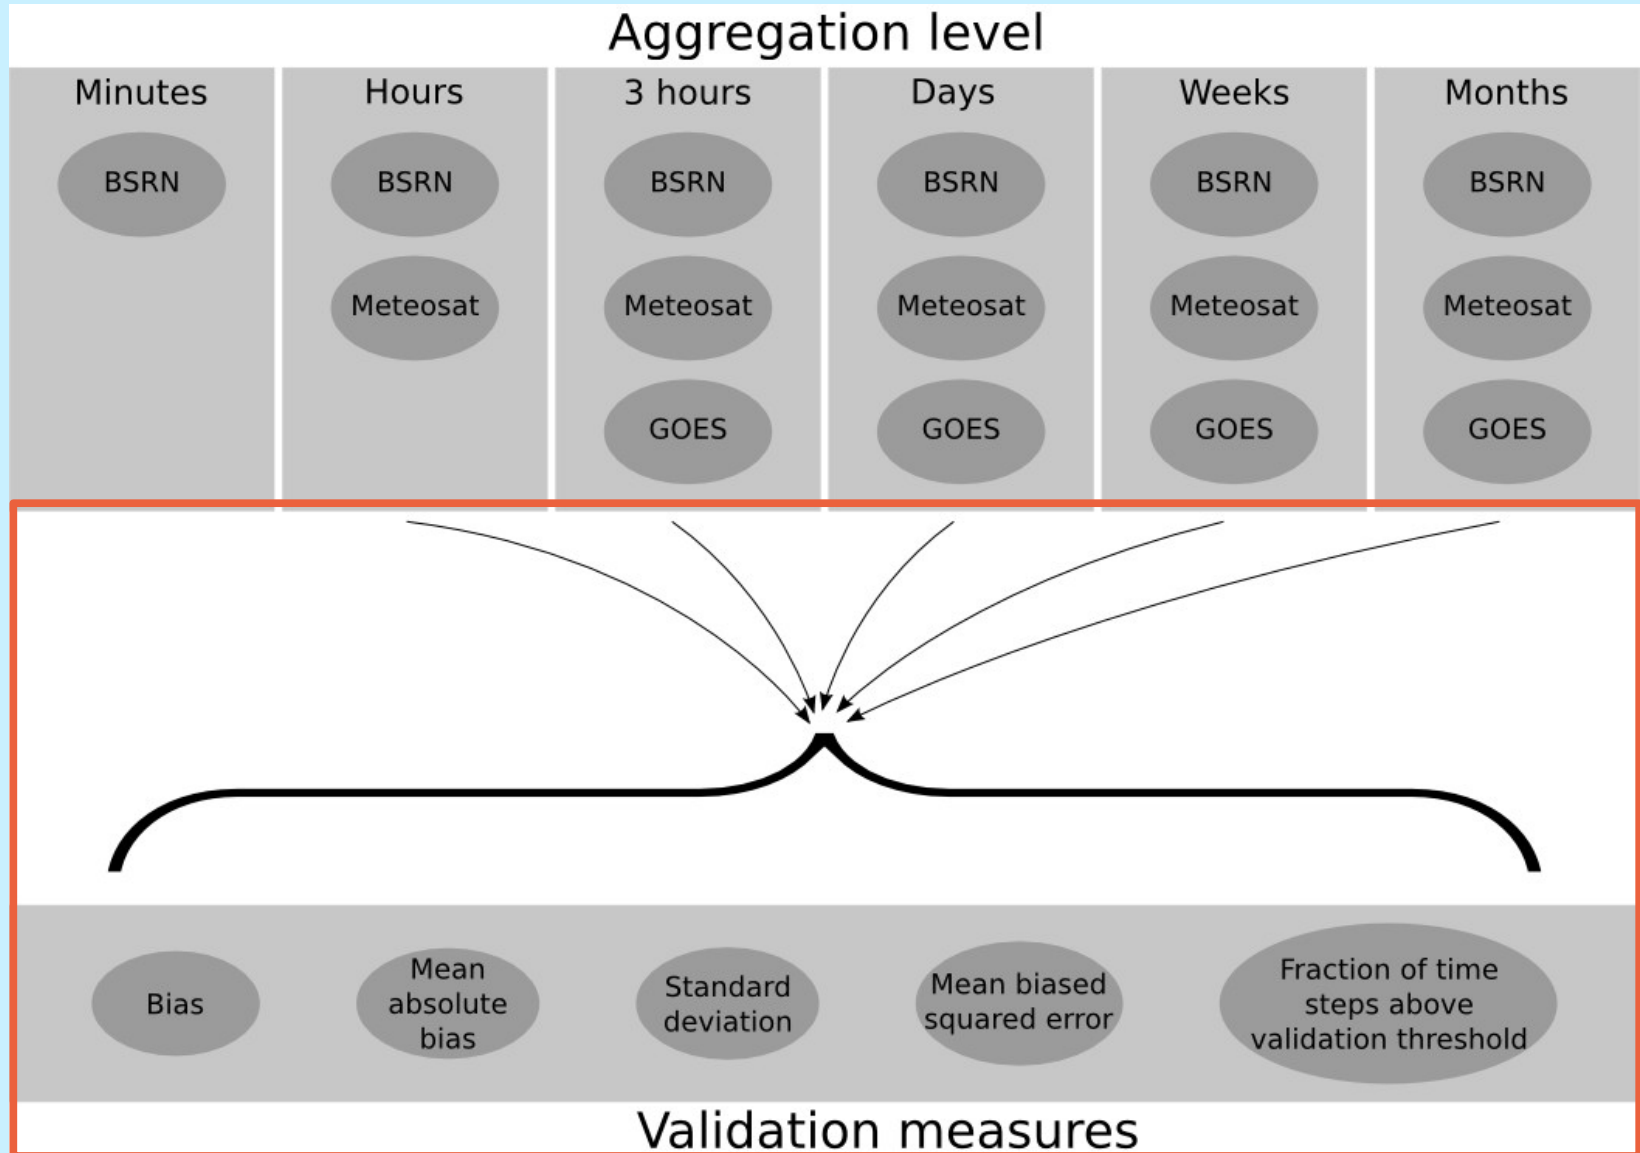 Aggregation level
Minutes Hours 3 hours Days Weeks Months
BSRN BSRN BSRN BSRN BSRN BSRN
Meteosat Meteosat Meteosat Meteosat Meteosat
GOES GOES GOES GOES
Bias
Mean
absolute
bias
Standard
deviation
Mean biased
squared error
Fraction of time
steps above
validation threshold
Validation measures